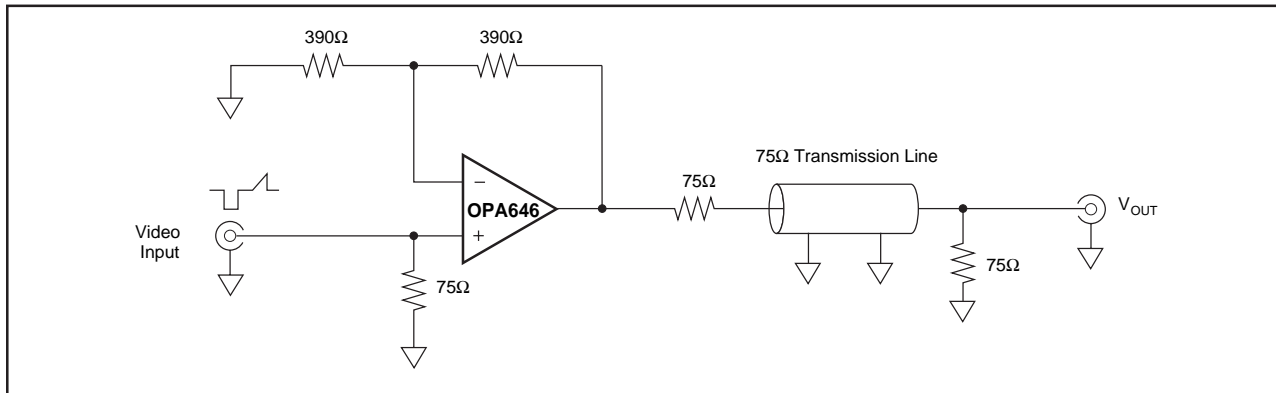 390Ω
390Ω
75Ω Transmission Line
75Ω
–
OPA646
+
Video
Input
75Ω
75Ω
V_OUT